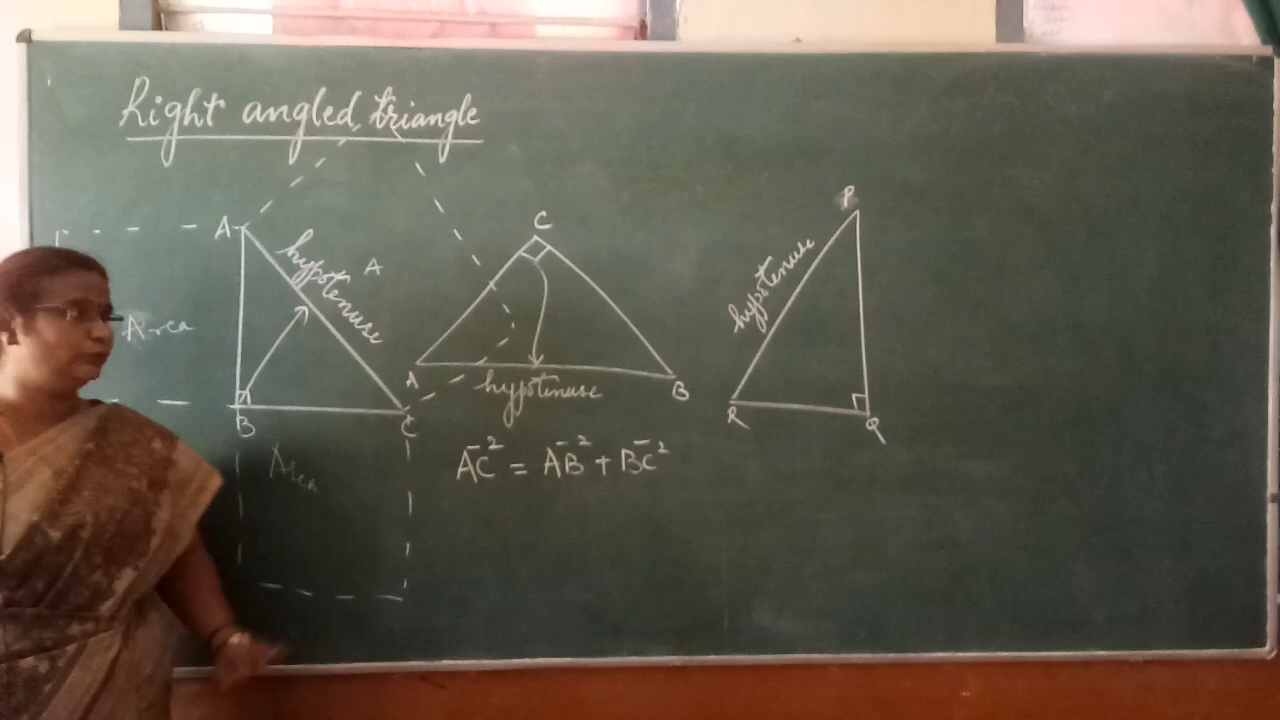 Right angled triangle
A
hypotenuse
A
Area
B
C
Area
C
A
B
hypotenuse
AC² = AB² + BC²
P
hypotenuse
R
Q